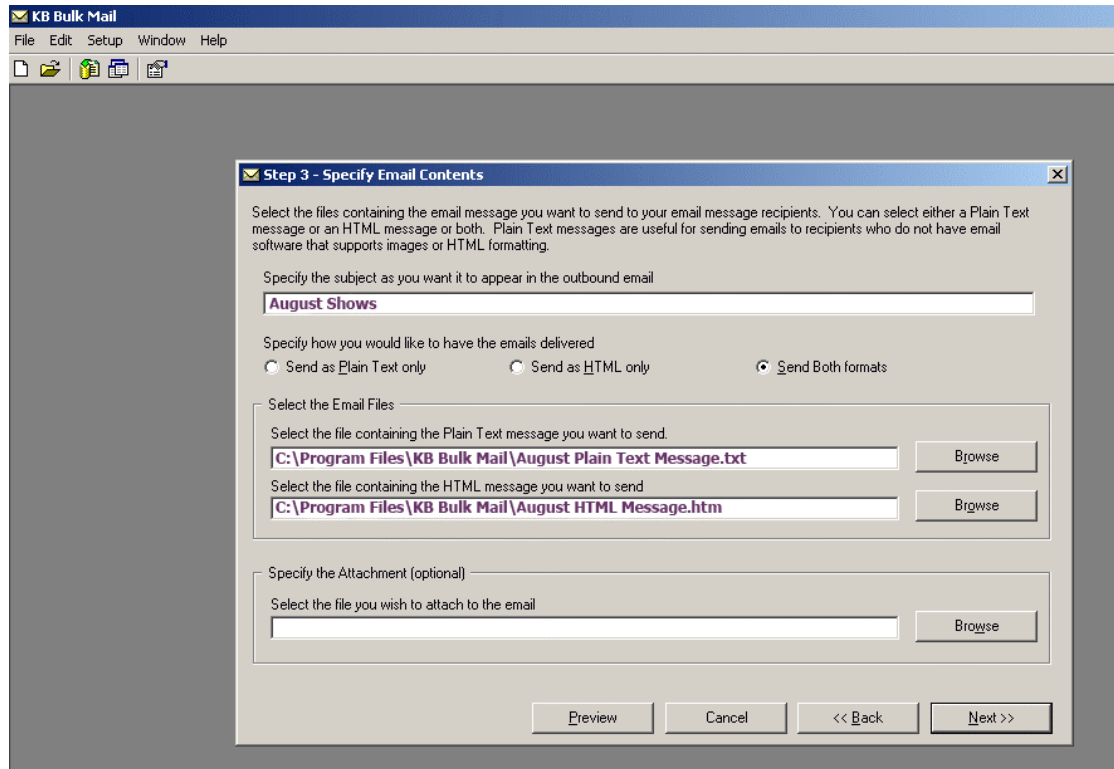 KB Bulk Mail
File Edit Setup Window Help
Step 3 - Specify Email Contents
Select the files containing the email message you want to send to your email message recipients. You can select either a Plain Text
message or an HTML message or both. Plain Text messages are useful for sending emails to recipients who do not have email
software that supports images or HTML formatting.
Specify the subject as you want it to appear in the outbound email
August Shows
Specify how you would like to have the emails delivered
Send as Plain Text only Send as HTML only Send Both formats
Select the Email Files
Select the file containing the Plain Text message you want to send.
C:\Program Files\KB Bulk Mail\August Plain Text Message.txt Browse
Select the file containing the HTML message you want to send
C:\Program Files\KB Bulk Mail\August HTML Message.htm Browse
Specify the Attachment (optional)
Select the file you wish to attach to the email
Browse
Preview Cancel << Back Next >>